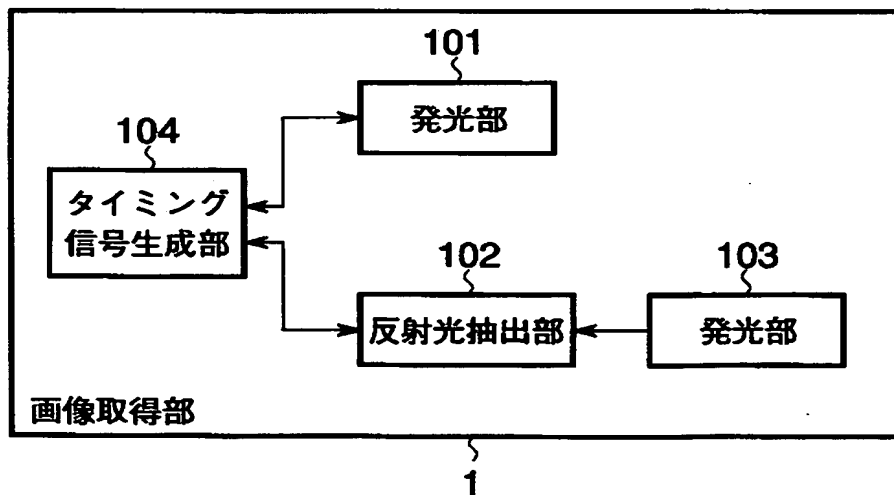 101
発光部
104
タイミング
信号生成部
102
103
反射光抽出部
発光部
画像取得部
1